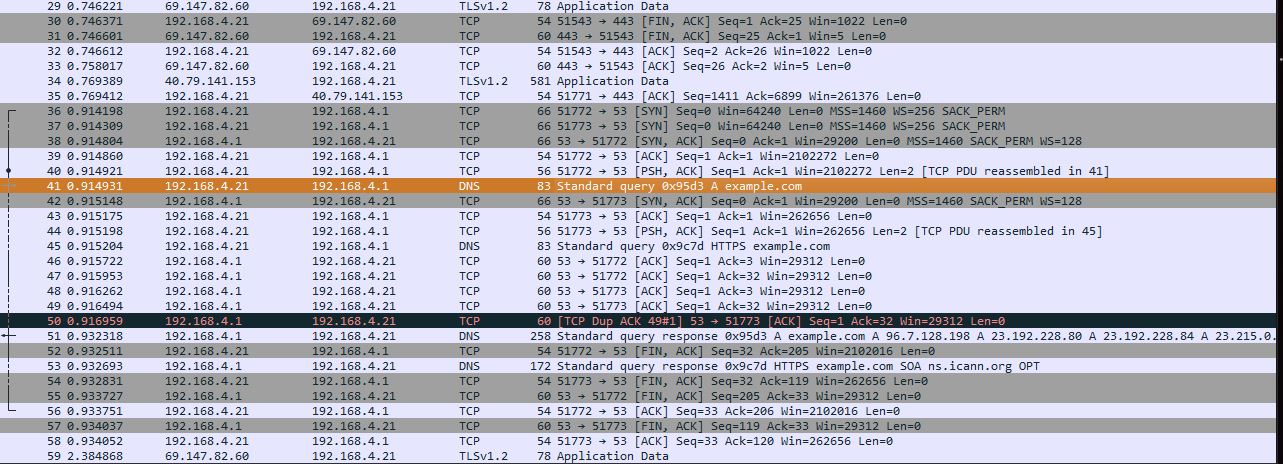 29 0.746221 69.147.82.60 192.168.4.21 TLSv1.2 78 Application Data
30 0.746371 192.168.4.21 69.147.82.60 TCP 54 51543 → 443 [FIN, ACK] Seq=1 Ack=25 Win=1022 Len=0
31 0.746601 69.147.82.60 192.168.4.21 TCP 60 443 → 51543 [FIN, ACK] Seq=25 Ack=1 Win=5 Len=0
32 0.746612 192.168.4.21 69.147.82.60 TCP 54 51543 → 443 [ACK] Seq=2 Ack=26 Win=1022 Len=0
33 0.758017 69.147.82.60 192.168.4.21 TCP 60 443 → 51543 [ACK] Seq=26 Ack=2 Win=5 Len=0
34 0.769389 40.79.141.153 192.168.4.21 TLSv1.2 581 Application Data
35 0.769412 192.168.4.21 40.79.141.153 TCP 54 51771 → 443 [ACK] Seq=1411 Ack=6899 Win=261376 Len=0
36 0.914198 192.168.4.21 192.168.4.1 TCP 66 51772 → 53 [SYN] Seq=0 Win=64240 Len=0 MSS=1460 WS=256 SACK_PERM
37 0.914309 192.168.4.21 192.168.4.1 TCP 66 51773 → 53 [SYN] Seq=0 Win=64240 Len=0 MSS=1460 WS=256 SACK_PERM
38 0.914804 192.168.4.1 192.168.4.21 TCP 66 53 → 51772 [SYN, ACK] Seq=0 Ack=1 Win=29200 Len=0 MSS=1460 SACK_PERM WS=128
39 0.914860 192.168.4.21 192.168.4.1 TCP 54 51772 → 53 [ACK] Seq=1 Ack=1 Win=2102272 Len=0
40 0.914921 192.168.4.21 192.168.4.1 TCP 56 51772 → 53 [PSH, ACK] Seq=1 Ack=1 Win=2102272 Len=2 [TCP PDU reassembled in 41]
41 0.914931 192.168.4.21 192.168.4.1 DNS 83 Standard query 0x95d3 A example.com
42 0.915148 192.168.4.1 192.168.4.21 TCP 66 53 → 51773 [SYN, ACK] Seq=0 Ack=1 Win=29200 Len=0 MSS=1460 SACK_PERM WS=128
43 0.915175 192.168.4.21 192.168.4.1 TCP 54 51773 → 53 [ACK] Seq=1 Ack=1 Win=262656 Len=0
44 0.915198 192.168.4.21 192.168.4.1 TCP 56 51773 → 53 [PSH, ACK] Seq=1 Ack=1 Win=262656 Len=2 [TCP PDU reassembled in 45]
45 0.915204 192.168.4.21 192.168.4.1 DNS 83 Standard query 0x9c7d HTTPS example.com
46 0.915722 192.168.4.1 192.168.4.21 TCP 60 53 → 51772 [ACK] Seq=1 Ack=3 Win=29312 Len=0
47 0.915953 192.168.4.1 192.168.4.21 TCP 60 53 → 51772 [ACK] Seq=1 Ack=32 Win=29312 Len=0
48 0.916262 192.168.4.1 192.168.4.21 TCP 60 53 → 51773 [ACK] Seq=1 Ack=3 Win=29312 Len=0
49 0.916494 192.168.4.1 192.168.4.21 TCP 60 53 → 51773 [ACK] Seq=1 Ack=32 Win=29312 Len=0
50 0.916959 192.168.4.1 192.168.4.21 TCP 60 [TCP Dup ACK 49#1] 53 → 51773 [ACK] Seq=1 Ack=32 Win=29312 Len=0
51 0.932318 192.168.4.1 192.168.4.21 DNS 258 Standard query response 0x95d3 A example.com A 96.7.128.198 A 23.192.228.80 A 23.192.228.84 A 23.215.0.
52 0.932511 192.168.4.21 192.168.4.1 TCP 54 51772 → 53 [FIN, ACK] Seq=32 Ack=205 Win=2102016 Len=0
53 0.932693 192.168.4.1 192.168.4.21 DNS 172 Standard query response 0x9c7d HTTPS example.com SOA ns.icann.org OPT
54 0.932831 192.168.4.21 192.168.4.1 TCP 54 51773 → 53 [FIN, ACK] Seq=32 Ack=119 Win=262656 Len=0
55 0.933727 192.168.4.1 192.168.4.21 TCP 60 53 → 51772 [FIN, ACK] Seq=205 Ack=33 Win=29312 Len=0
56 0.933751 192.168.4.21 192.168.4.1 TCP 54 51772 → 53 [ACK] Seq=33 Ack=206 Win=2102016 Len=0
57 0.934037 192.168.4.1 192.168.4.21 TCP 60 53 → 51773 [FIN, ACK] Seq=119 Ack=33 Win=29312 Len=0
58 0.934052 192.168.4.21 192.168.4.1 TCP 54 51773 → 53 [ACK] Seq=33 Ack=120 Win=262656 Len=0
59 2.384868 69.147.82.60 192.168.4.21 TLSv1.2 78 Application Data